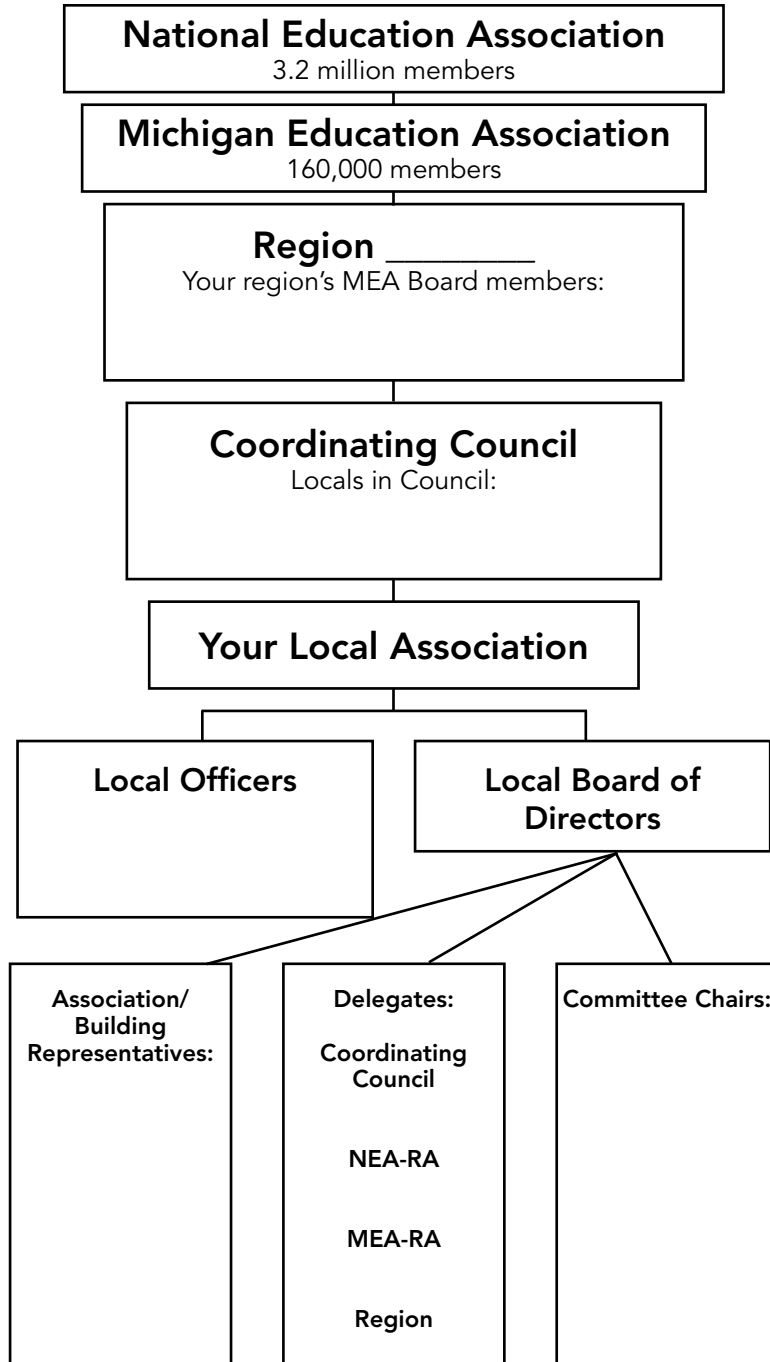 National Education Association
3.2 million members
Michigan Education Association
160,000 members
Region ________
Your region’s MEA Board members:
Coordinating Council
Locals in Council:
Your Local Association
Local Officers
Local Board of
Directors
Association/
Building
Representatives:
Delegates:
Coordinating
Council
NEA-RA
MEA-RA
Region
Committee Chairs: